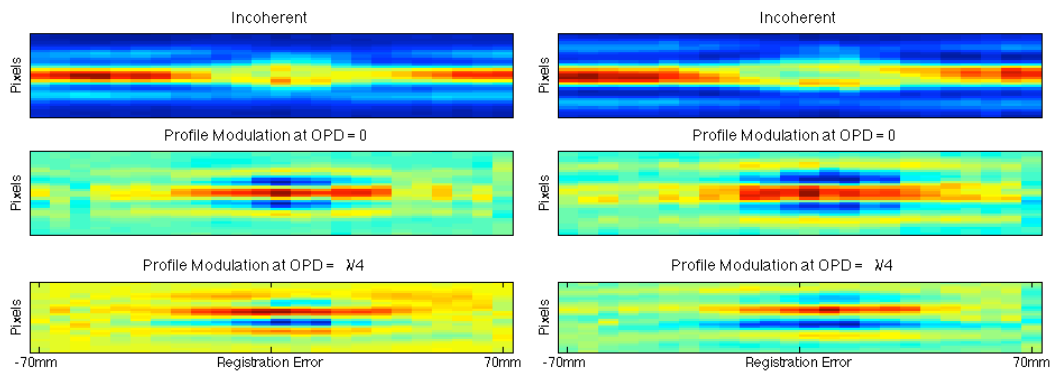 Incoherent
Pixels
Profile Modulation at OPD = 0
Pixels
Profile Modulation at OPD = λ/4
Pixels
-70mm Registration Error 70mm
Incoherent
Pixels
Profile Modulation at OPD = 0
Pixels
Profile Modulation at OPD = λ/4
Pixels
-70mm Registration Error 70mm